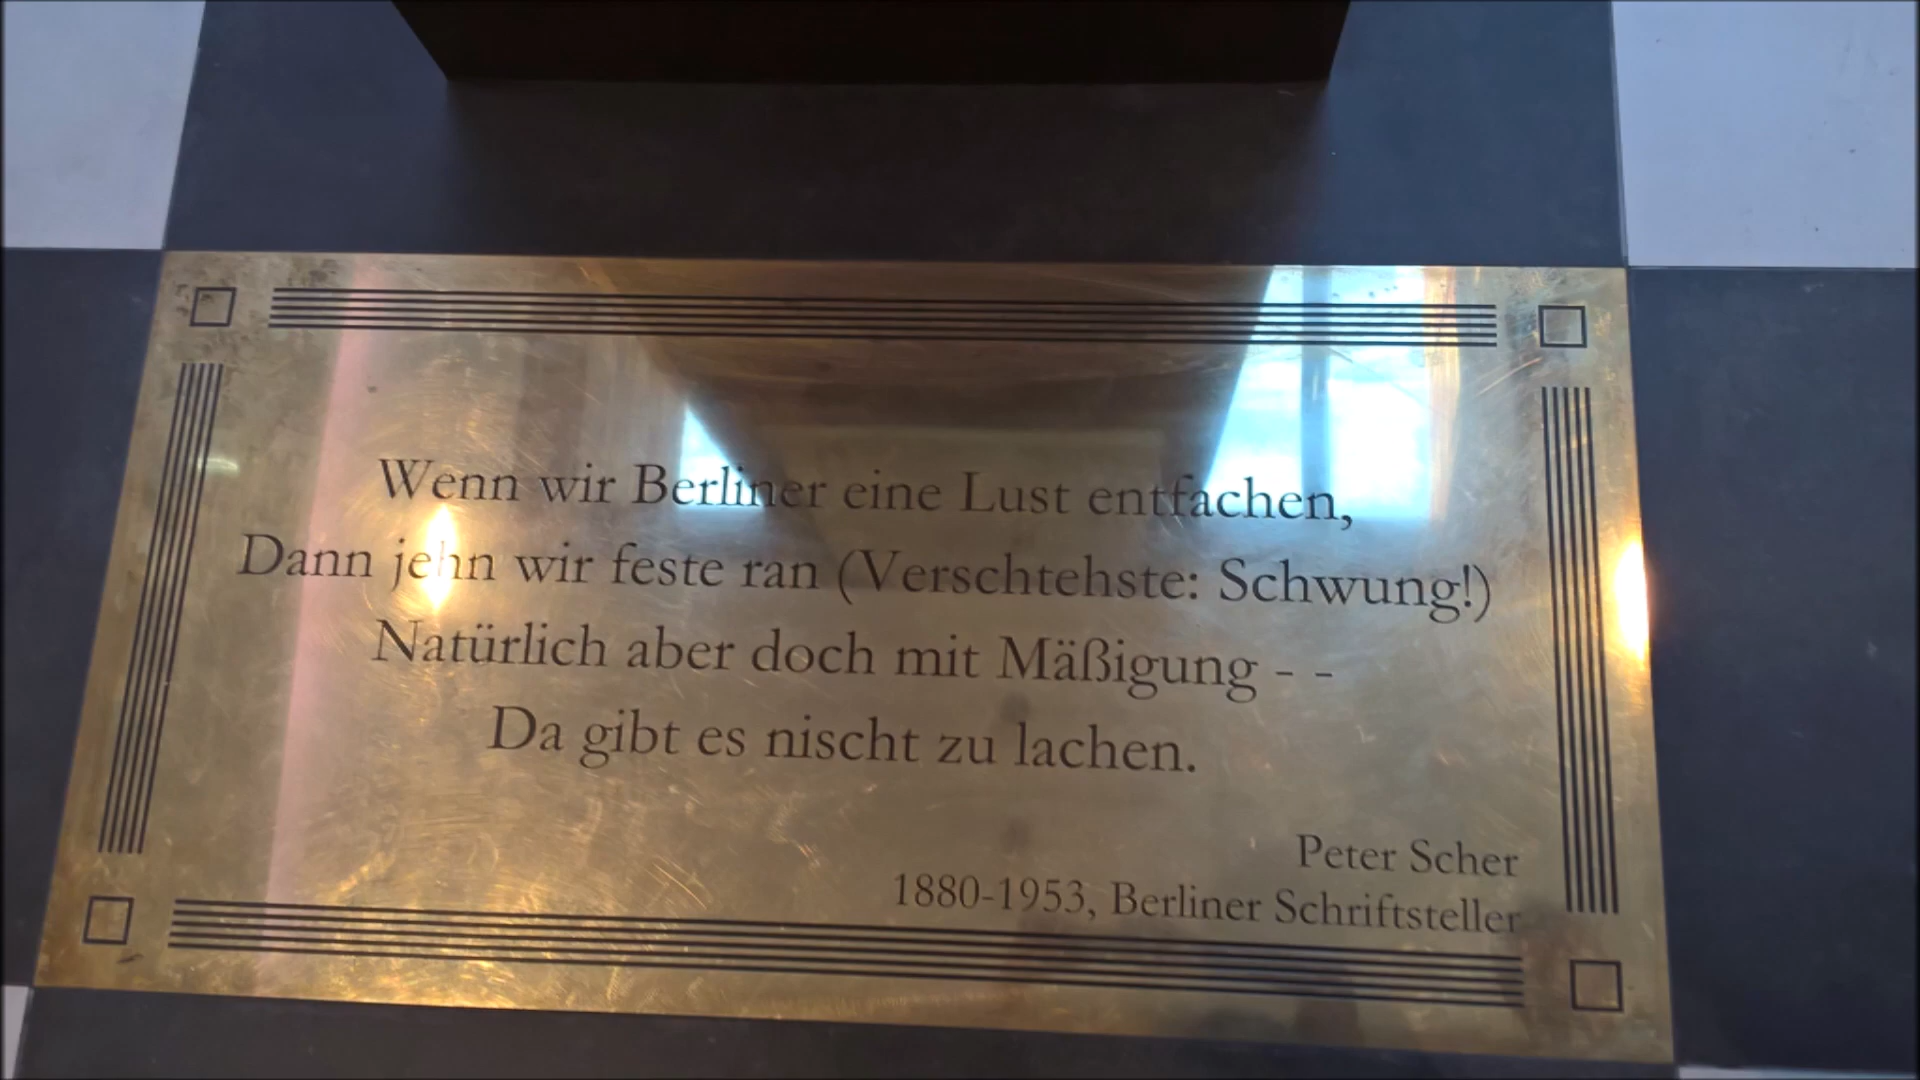 Wenn wir Berliner eine Lust entfachen,
Dann jehn wir feste ran (Verschtehste: Schwung!)
Natürlich aber doch mit Mäßigung - -
Da gibt es nischt zu lachen.
Peter Scher
1880-1953, Berliner Schriftsteller